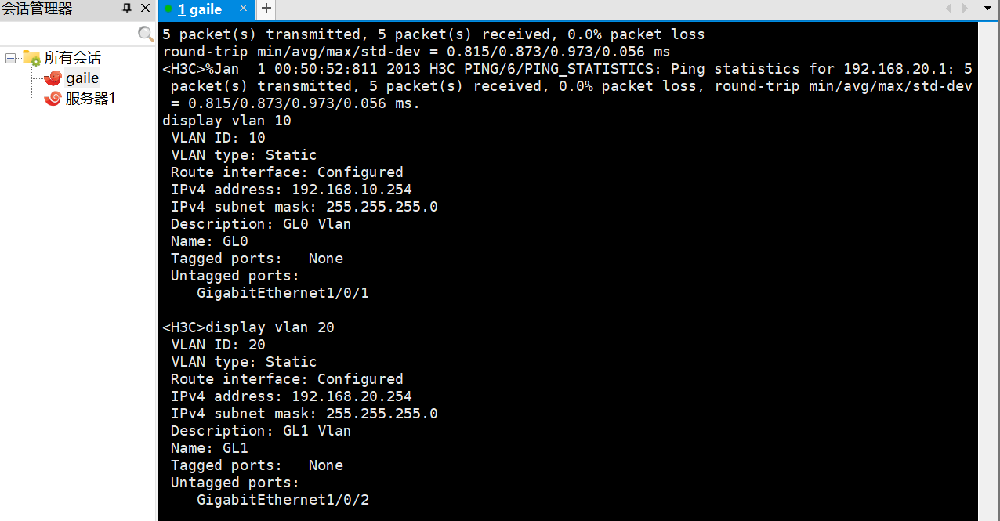 会话管理器
1 gaile
所有会话
gaile
服务器1
5 packet(s) transmitted, 5 packet(s) received, 0.0% packet loss
round-trip min/avg/max/std-dev = 0.815/0.873/0.973/0.056 ms
<H3C>%Jan  1 00:50:52:811 2013 H3C PING/6/PING_STATISTICS: Ping statistics for 192.168.20.1: 5
 packet(s) transmitted, 5 packet(s) received, 0.0% packet loss, round-trip min/avg/max/std-dev
 = 0.815/0.873/0.973/0.056 ms.
display vlan 10
 VLAN ID: 10
 VLAN type: Static
 Route interface: Configured
 IPv4 address: 192.168.10.254
 IPv4 subnet mask: 255.255.255.0
 Description: GL0 Vlan
 Name: GL0
 Tagged ports:   None
 Untagged ports:
    GigabitEthernet1/0/1
<H3C>display vlan 20
 VLAN ID: 20
 VLAN type: Static
 Route interface: Configured
 IPv4 address: 192.168.20.254
 IPv4 subnet mask: 255.255.255.0
 Description: GL1 Vlan
 Name: GL1
 Tagged ports:   None
 Untagged ports:
    GigabitEthernet1/0/2